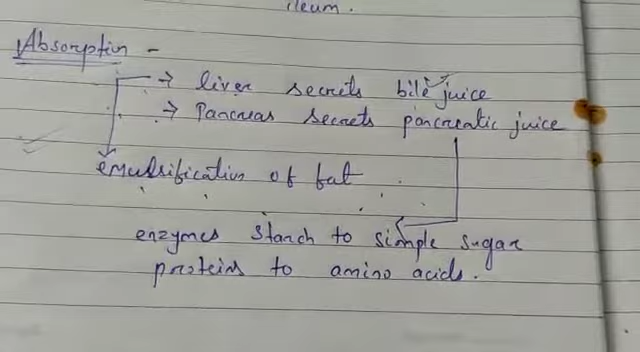 ileum.
Absorption -
→ liver secrets bile juice
→ Pancreas secrets pancreatic juice
emulsification of fat
enzymes starch to simple sugar
proteins to amino acids.